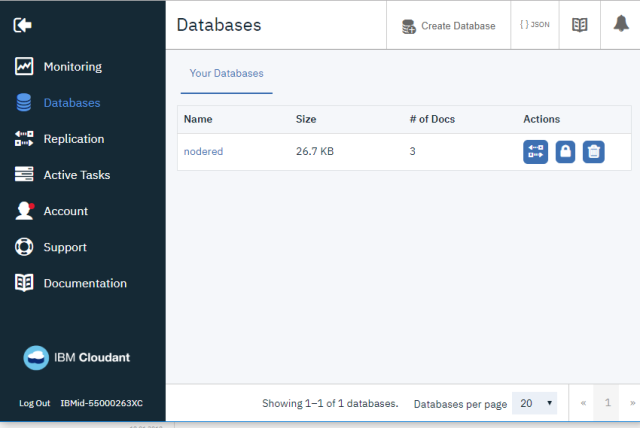 Databases
Create Database
{ } JSON
Monitoring
Databases
Replication
Active Tasks
Account
Support
Documentation
IBM Cloudant
Log Out IBMid-55000263XC
Your Databases
Name Size # of Docs Actions
nodered 26.7 KB 3
Showing 1–1 of 1 databases. Databases per page 20 « 1 »